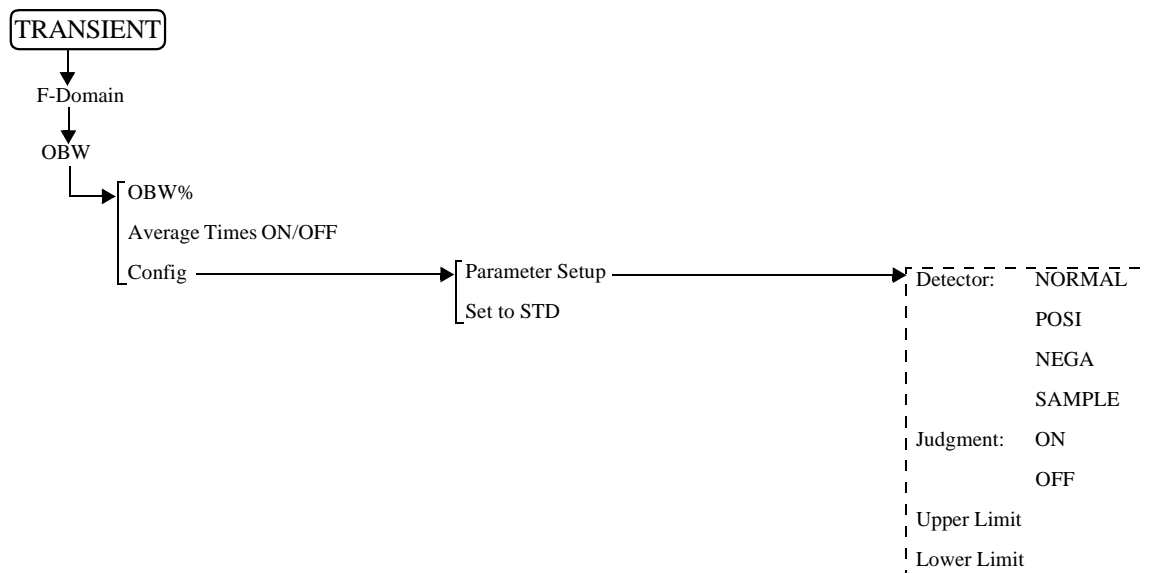 TRANSIENT
F-Domain
OBW
OBW%
Average Times ON/OFF
Config
Parameter Setup
Set to STD
Detector: NORMAL
POSI
NEGA
SAMPLE
Judgment: ON
OFF
Upper Limit
Lower Limit